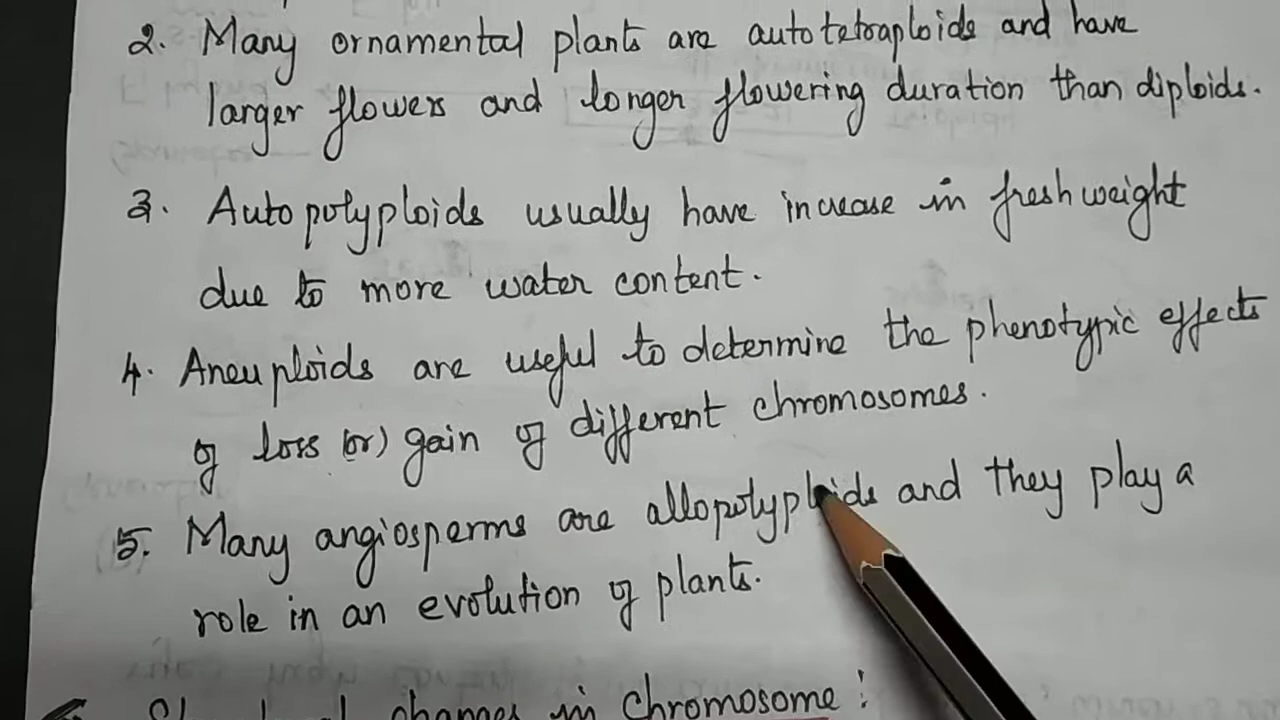 2. Many ornamental plants are autotetraploids and have
larger flowers and longer flowering duration than diploids.
3. Autopolyploids usually have increase in fresh weight
due to more water content.
4. Aneuploids are useful to determine the phenotypic effects
of loss (or) gain of different chromosomes.
5. Many angiosperms are allopolyploids and they play a
role in an evolution of plants.
changes in chromosome: